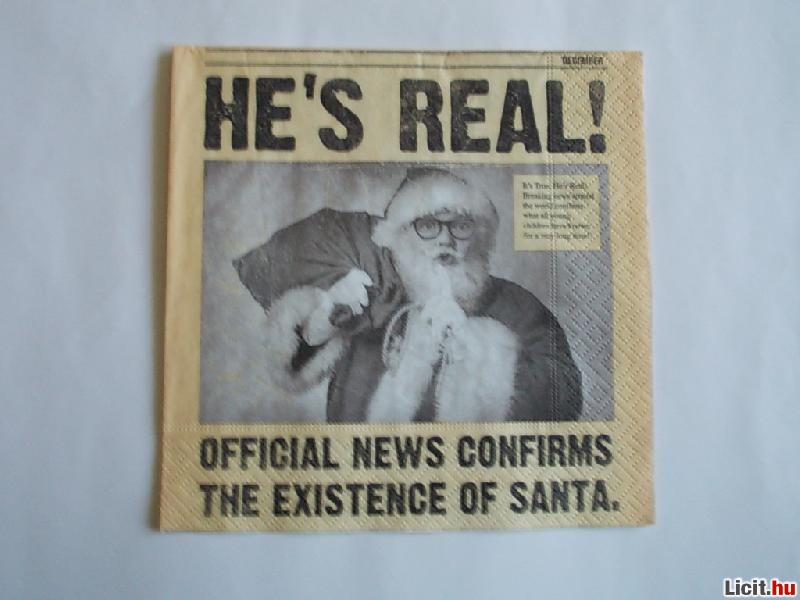 DECEMBER
HE'S REAL!
It's True, He's Real!
Breaking news around
the world confirms
what all young
children have known
for a very long time!
OFFICIAL NEWS CONFIRMS
THE EXISTENCE OF SANTA.
Licit.hu